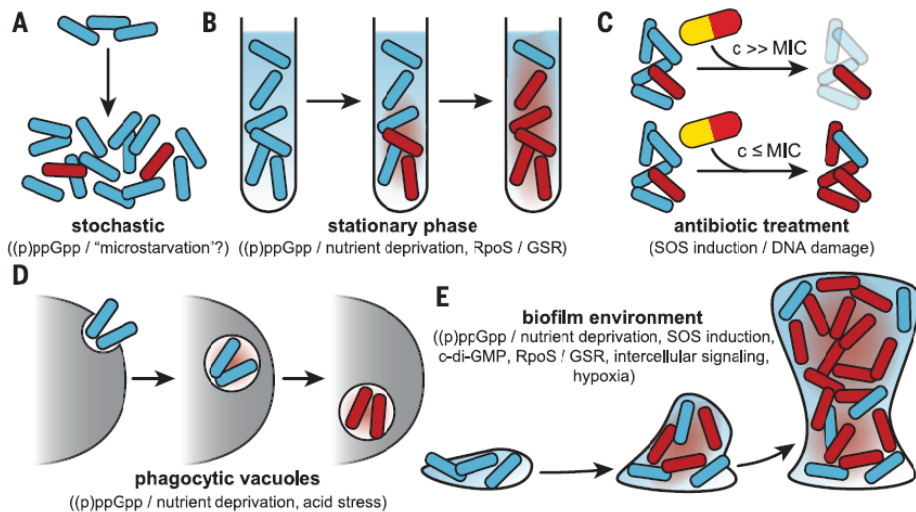 A
stochastic
((p)ppGpp / “microstarvation’?)
B
stationary phase
((p)ppGpp / nutrient deprivation, RpoS / GSR)
C
c >> MIC
c ≤ MIC
antibiotic treatment
(SOS induction / DNA damage)
D
phagocytic vacuoles
((p)ppGpp / nutrient deprivation, acid stress)
E
biofilm environment
((p)ppGpp / nutrient deprivation, SOS induction,
c-di-GMP, RpoS / GSR, intercellular signaling,
hypoxia)